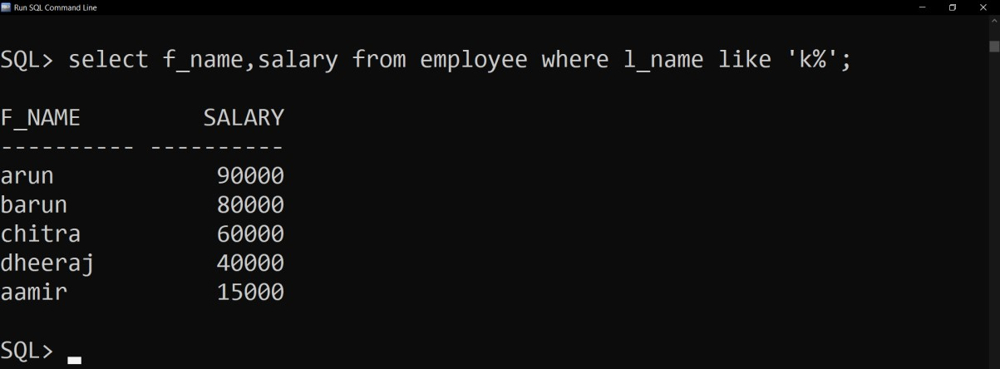 Run SQL Command Line
SQL> select f_name,salary from employee where l_name like 'k%';
F_NAME SALARY
---------- ----------
arun 90000
barun 80000
chitra 60000
dheeraj 40000
aamir 15000
SQL>